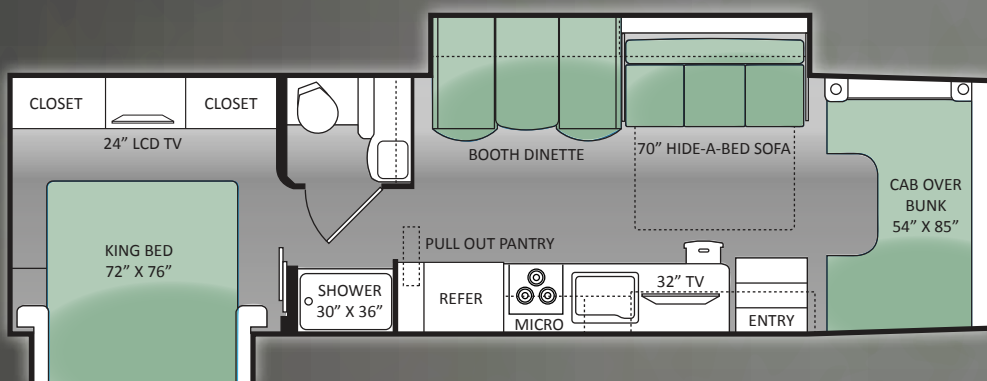 CLOSET
CLOSET
24” LCD TV
BOOTH DINETTE
70” HIDE-A-BED SOFA
CAB OVER
BUNK
54” X 85”
KING BED
72” X 76”
PULL OUT PANTRY
SHOWER
30” X 36”
REFER
MICRO
32” TV
ENTRY